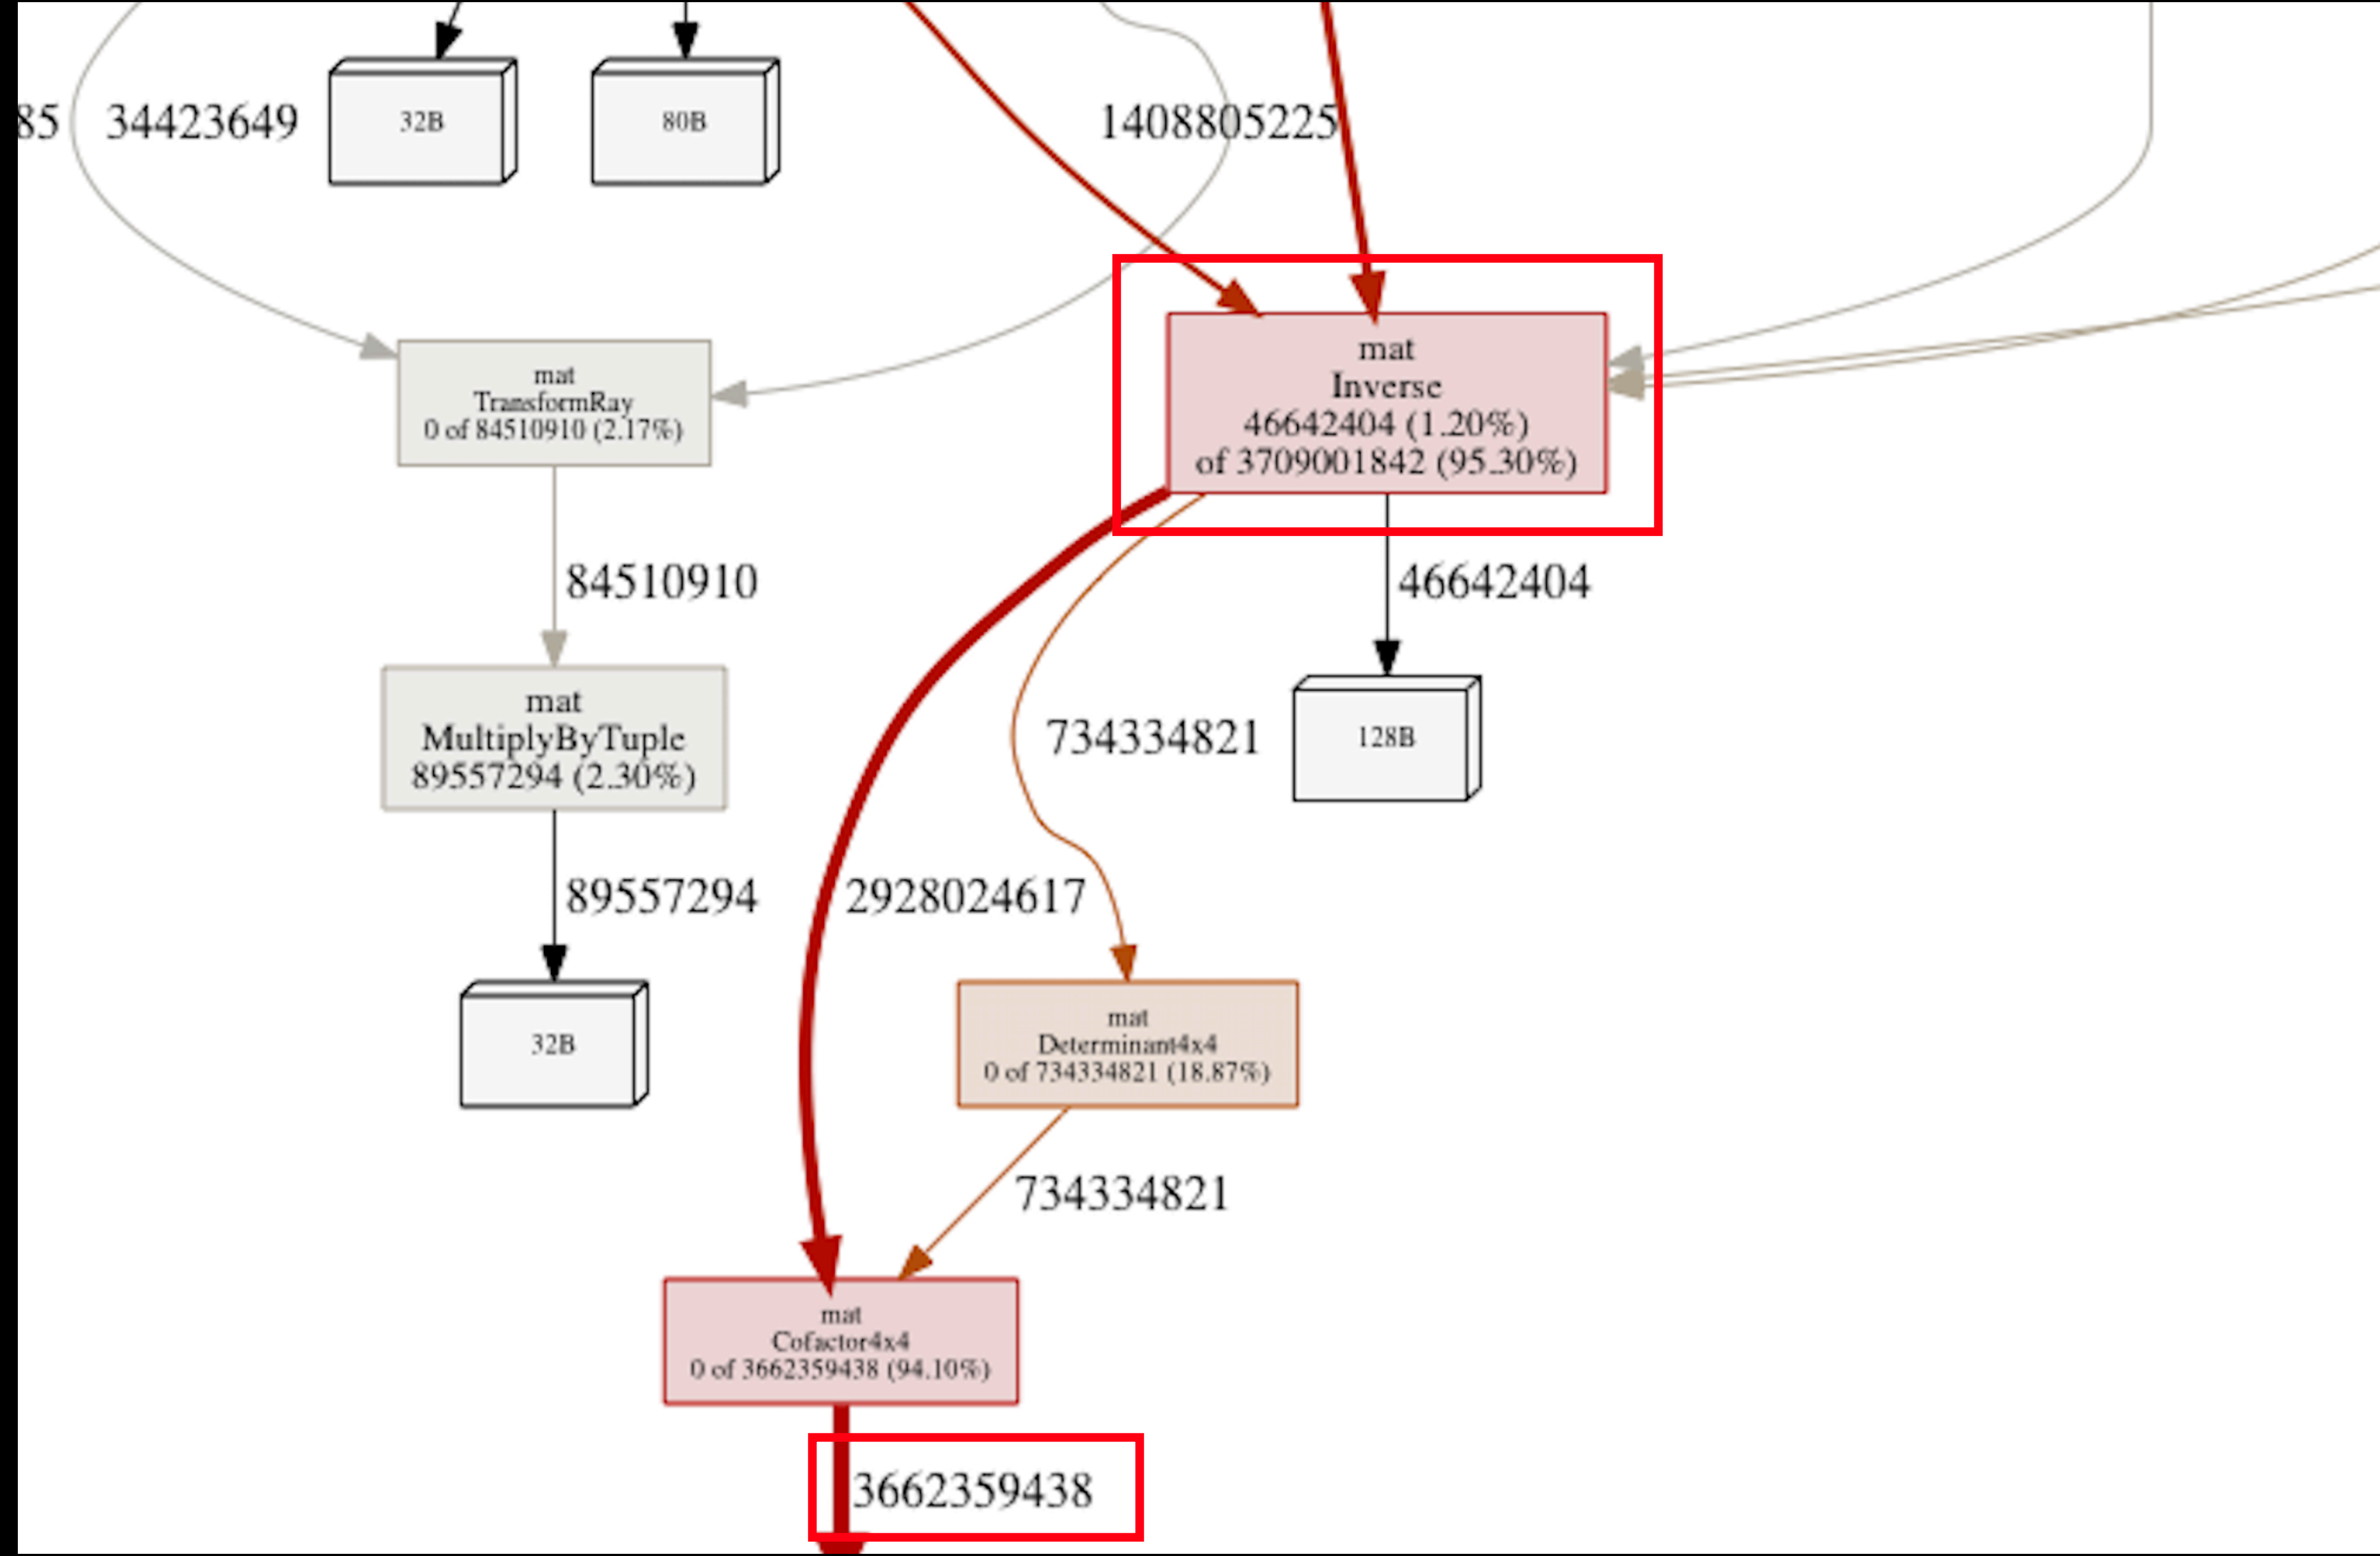 85
34423649
32B
80B
1408805225
mat
TransformRay
0 of 84510910 (2.17%)
mat
Inverse
46642404 (1.20%)
of 3709001842 (95.30%)
84510910
46642404
mat
MultiplyByTuple
89557294 (2.30%)
734334821
128B
89557294
2928024617
32B
mat
Determinant4x4
0 of 734334821 (18.87%)
734334821
mat
Cofactor4x4
0 of 3662359438 (94.10%)
3662359438